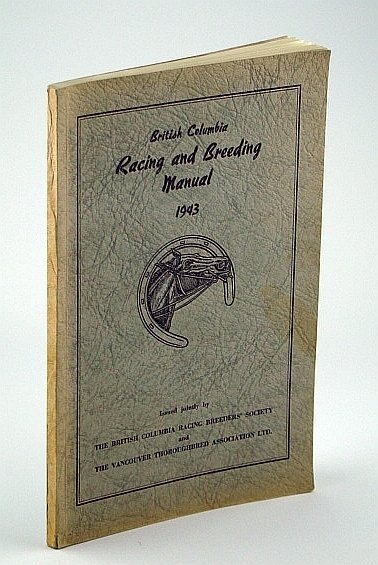 British Columbia
Racing and Breeding
Manual
1943
Issued jointly by
THE BRITISH COLUMBIA RACING BREEDERS' SOCIETY
and
THE VANCOUVER THOROUGHBRED ASSOCIATION LTD.